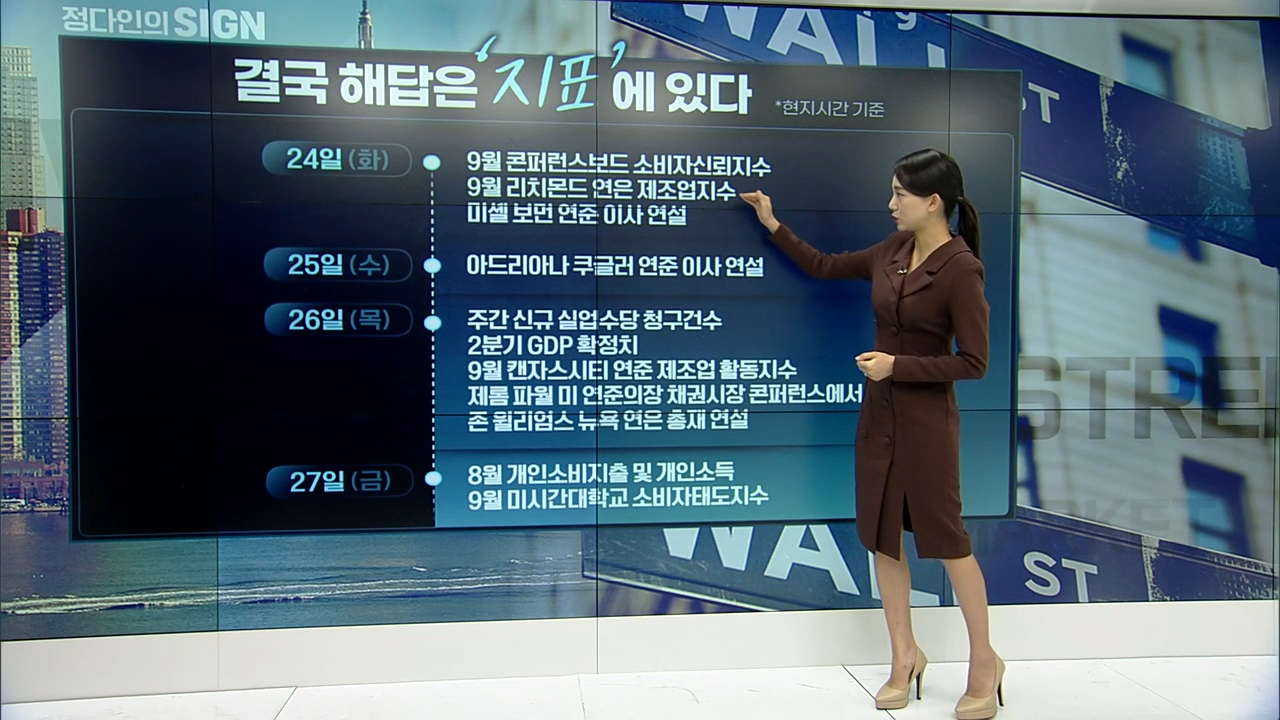 정다인의 SIGN
결국 해답은 '지표'에 있다
*현지시간 기준
24일 (화)
9월 콘퍼런스보드 소비자신뢰지수
9월 리치몬드 연은 제조업지수
미셸 보먼 연준 이사 연설
25일 (수)
아드리아나 쿠글러 연준 이사 연설
26일 (목)
주간 신규 실업수당 청구건수
2분기 GDP 확정치
9월 캔자스시티 연준 제조업 활동지수
제롬 파월 미 연준의장 채권시장 콘퍼런스에서
존 윌리엄스 뉴욕 연은 총재 연설
27일 (금)
8월 개인소비지출 및 개인소득
9월 미시간대학교 소비자태도지수
WALL
ST
STREE
WALL
ST